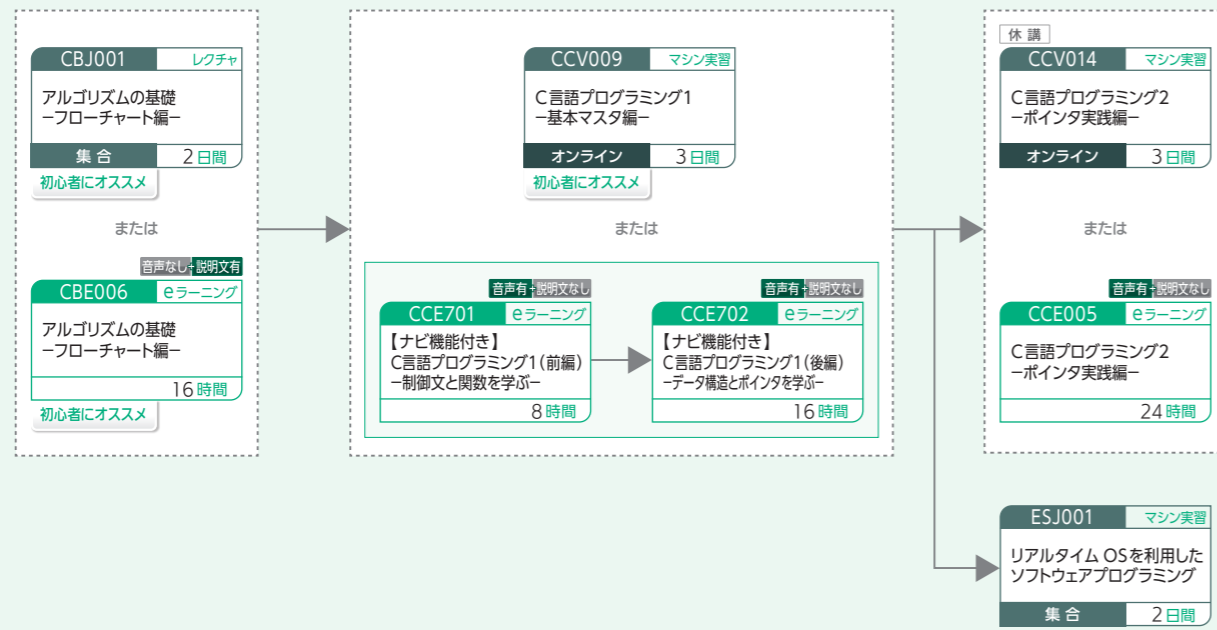 CBJ001 レクチャ
アルゴリズムの基礎
−フローチャート編−
集合 2日間
初心者にオススメ
または
音声なし+説明文有
CBE006 eラーニング
アルゴリズムの基礎
−フローチャート編−
16時間
初心者にオススメ
CCV009 マシン実習
C言語プログラミング1
−基本マスタ編−
オンライン 3日間
初心者にオススメ
または
音声有+説明文なし
CCE701 eラーニング
【ナビ機能付き】
C言語プログラミング1(前編)
−制御文と関数を学ぶ−
8時間
音声有+説明文なし
CCE702 eラーニング
【ナビ機能付き】
C言語プログラミング1(後編)
−データ構造とポインタを学ぶ−
16時間
休講
CCV014 マシン実習
C言語プログラミング2
−ポインタ実践編−
オンライン 3日間
または
音声有+説明文なし
CCE005 eラーニング
C言語プログラミング2
−ポインタ実践編−
24時間
ESJ001 マシン実習
リアルタイム OSを利用した
ソフトウェアプログラミング
集合 2日間